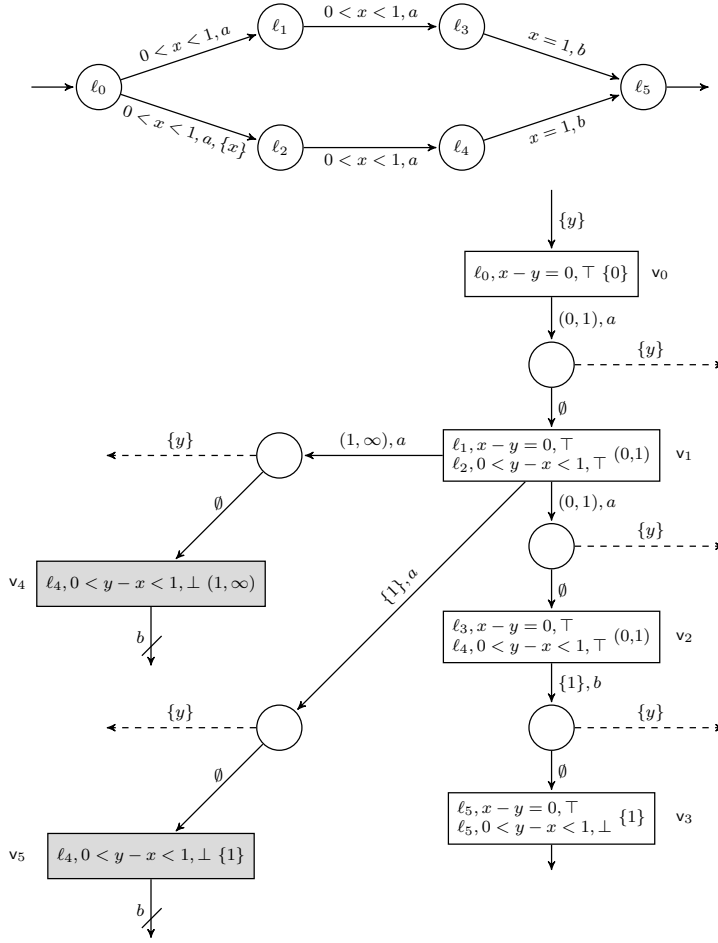 ℓ₁
ℓ₃
0 < x < 1, a
0 < x < 1, a
x = 1, b
ℓ₀
ℓ₅
0 < x < 1, a, {x}
x = 1, b
ℓ₂
ℓ₄
0 < x < 1, a
{y}
ℓ₀, x − y = 0, ⊤ {0}
v₀
(0, 1), a
{y}
∅
{y}
(1, ∞), a
ℓ₁, x − y = 0, ⊤
ℓ₂, 0 < y − x < 1, ⊤ (0,1)
v₁
(0, 1), a
∅
{y}
{1}, a
∅
v₄
ℓ₄, 0 < y − x < 1, ⊥ (1, ∞)
b
ℓ₃, x − y = 0, ⊤
ℓ₄, 0 < y − x < 1, ⊤ (0,1)
v₂
{1}, b
{y}
{y}
∅
∅
ℓ₅, x − y = 0, ⊤
ℓ₅, 0 < y − x < 1, ⊥ {1}
v₃
v₅
ℓ₄, 0 < y − x < 1, ⊥ {1}
b